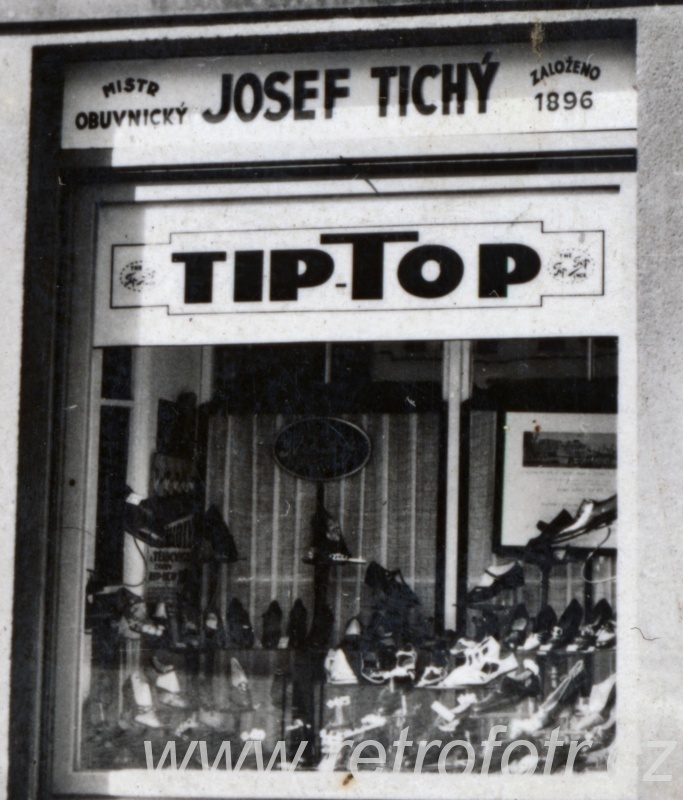 MISTR
OBUVNICKÝ
JOSEF TICHÝ
ZALOŽENO
1896
TIP-TOP
www.retrofotr.cz